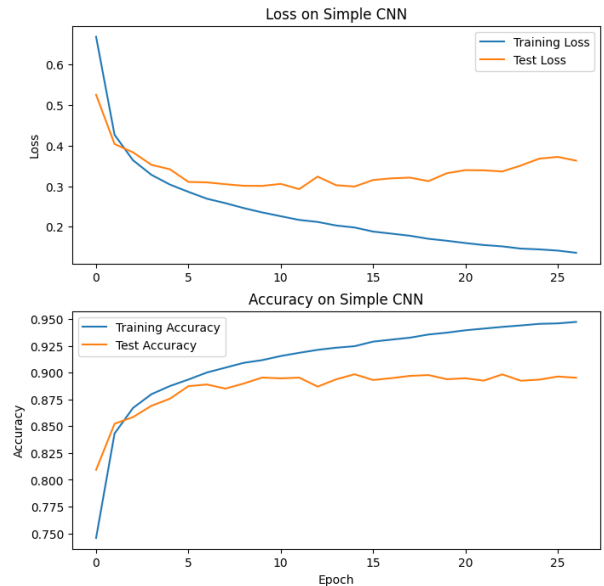 Loss on Simple CNN
Training Loss
Test Loss
0.6
0.5
0.4
0.3
0.2
Loss
0 5 10 15 20 25
Accuracy on Simple CNN
Training Accuracy
Test Accuracy
0.950
0.925
0.900
0.875
0.850
0.825
0.800
0.775
0.750
Accuracy
0 5 10 15 20 25
Epoch